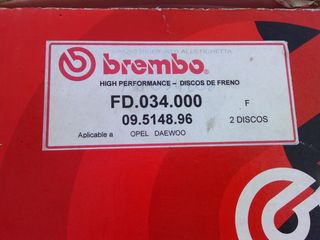 brembo®
HIGH PERFORMANCE – DISCOS DE FRENO
FD.034.000 F
09.5148.96 2 DISCOS
Aplicable a OPEL DAEWOO